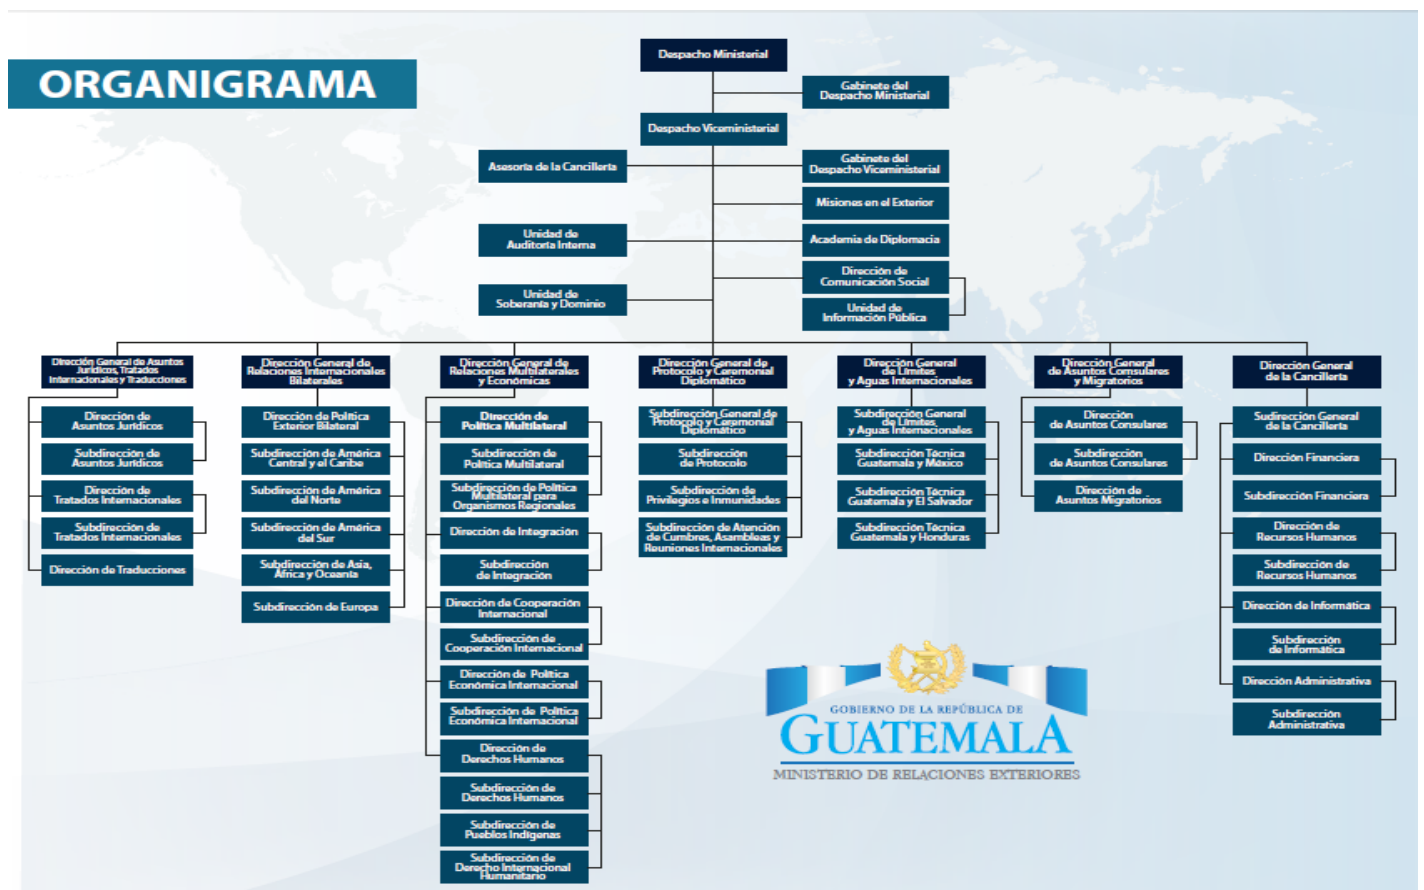 ORGANIGRAMA
Despacho Ministerial
Gabinete del
Despacho Ministerial
Despacho Viceministerial
Asesoría de la Cancillería
Gabinete del
Despacho Viceministerial
Misiones en el Exterior
Unidad de
Auditoría Interna
Academia de Diplomacia
Dirección de
Comunicación Social
Unidad de
Soberanía y Dominio
Unidad de
Información Pública
Dirección General de Asuntos
Jurídicos, Tratados
Internacionales y Traducciones
Dirección de
Asuntos Jurídicos
Subdirección de
Asuntos Jurídicos
Dirección de
Tratados Internacionales
Subdirección de
Tratados Internacionales
Dirección de Traducciones
Dirección General de
Relaciones Internacionales
Bilaterales
Dirección de Política
Exterior Bilateral
Subdirección de América
Central y el Caribe
Subdirección de América
del Norte
Subdirección de América
del Sur
Subdirección de Asia,
África y Oceanía
Subdirección de Europa
Dirección General de
Relaciones Multilaterales
y Económicas
Dirección de
Política Multilateral
Subdirección de
Política Multilateral
Subdirección de Política
Multilateral para
Organismos Regionales
Dirección de Integración
Subdirección
de Integración
Dirección de Cooperación
Internacional
Subdirección de
Cooperación Internacional
Dirección de Política
Económica Internacional
Subdirección de Política
Económica Internacional
Dirección de
Derechos Humanos
Subdirección de
Derechos Humanos
Subdirección de
Pueblos Indígenas
Subdirección de
Derecho Internacional
Humanitario
Dirección General de
Protocolo y Ceremonial
Diplomático
Subdirección General de
Protocolo y Ceremonial
Diplomático
Subdirección
de Protocolo
Subdirección de
Privilegios e Inmunidades
Subdirección de Atención
de Cumbres, Asambleas y
Reuniones Internacionales
Dirección General
de Límites
y Aguas Internacionales
Subdirección General
de Límites,
y Aguas Internacionales
Subdirección Técnica
Guatemala y México
Subdirección Técnica
Guatemala y El Salvador
Subdirección Técnica
Guatemala y Honduras
Dirección General
de Asuntos Consulares
y Migratorios
Dirección
de Asuntos Consulares
Subdirección
de Asuntos Consulares
Dirección de
Asuntos Migratorios
Dirección General
de la Cancillería
Sudirección General
de la Cancillería
Dirección Financiera
Subdirección Financiera
Dirección de
Recursos Humanos
Subdirección de
Recursos Humanos
Dirección de Informática
Subdirección
de Informática
Dirección Administrativa
Subdirección
Administrativa
GOBIERNO DE LA REPÚBLICA DE
GUATEMALA
MINISTERIO DE RELACIONES EXTERIORES